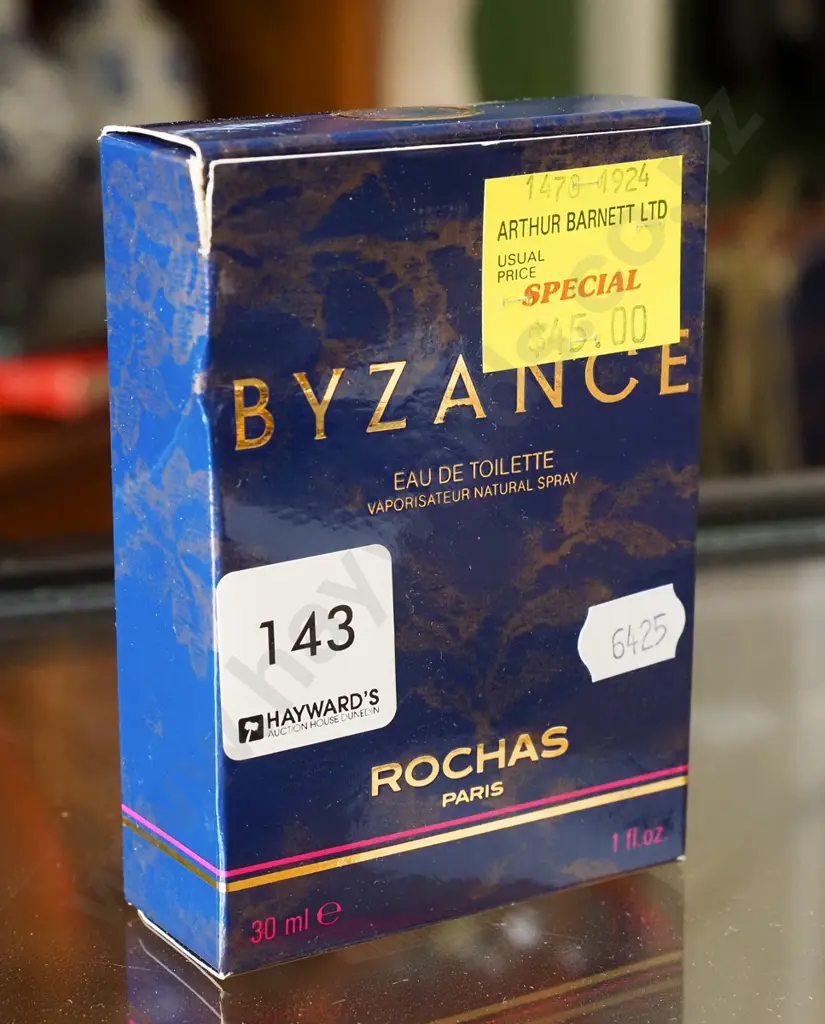 1478 1924
ARTHUR BARNETT LTD
USUAL
PRICE
SPECIAL
$45.00
BYZANCE
EAU DE TOILETTE
VAPORISATEUR NATURAL SPRAY
143
HAYWARD'S
AUCTION HOUSE DUNEDIN
6425
ROCHAS
PARIS
1 fl.oz.
30 ml ℮